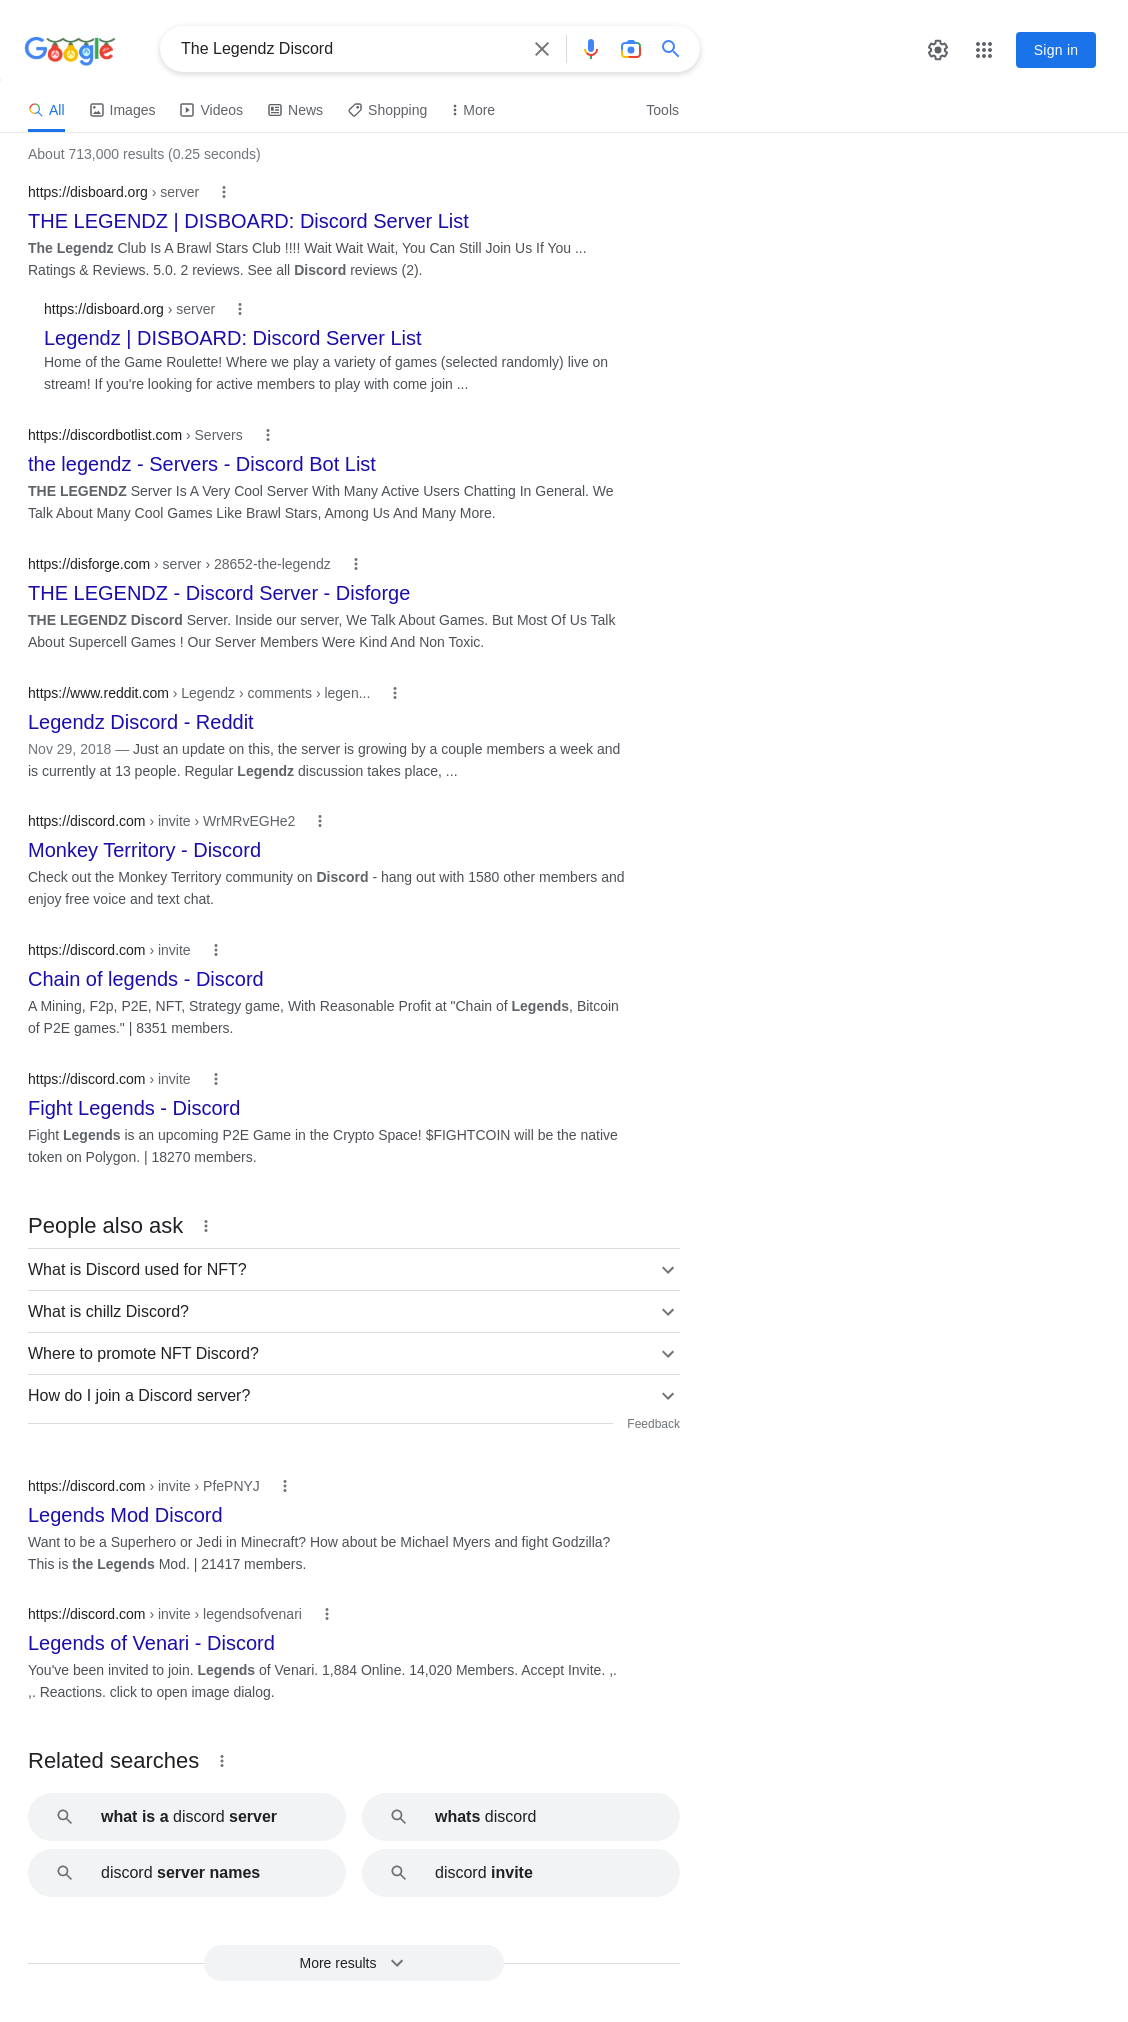 Google
The Legendz Discord
Sign in
All Images Videos News Shopping More Tools
About 713,000 results (0.25 seconds)
https://disboard.org › server
THE LEGENDZ | DISBOARD: Discord Server List
The Legendz Club Is A Brawl Stars Club !!!! Wait Wait Wait, You Can Still Join Us If You ...
Ratings & Reviews. 5.0. 2 reviews. See all Discord reviews (2).
https://disboard.org › server
Legendz | DISBOARD: Discord Server List
Home of the Game Roulette! Where we play a variety of games (selected randomly) live on
stream! If you're looking for active members to play with come join ...
https://discordbotlist.com › Servers
the legendz - Servers - Discord Bot List
THE LEGENDZ Server Is A Very Cool Server With Many Active Users Chatting In General. We
Talk About Many Cool Games Like Brawl Stars, Among Us And Many More.
https://disforge.com › server › 28652-the-legendz
THE LEGENDZ - Discord Server - Disforge
THE LEGENDZ Discord Server. Inside our server, We Talk About Games. But Most Of Us Talk
About Supercell Games ! Our Server Members Were Kind And Non Toxic.
https://www.reddit.com › Legendz › comments › legen...
Legendz Discord - Reddit
Nov 29, 2018 — Just an update on this, the server is growing by a couple members a week and
is currently at 13 people. Regular Legendz discussion takes place, ...
https://discord.com › invite › WrMRvEGHe2
Monkey Territory - Discord
Check out the Monkey Territory community on Discord - hang out with 1580 other members and
enjoy free voice and text chat.
https://discord.com › invite
Chain of legends - Discord
A Mining, F2p, P2E, NFT, Strategy game, With Reasonable Profit at "Chain of Legends, Bitcoin
of P2E games." | 8351 members.
https://discord.com › invite
Fight Legends - Discord
Fight Legends is an upcoming P2E Game in the Crypto Space! $FIGHTCOIN will be the native
token on Polygon. | 18270 members.
People also ask
What is Discord used for NFT?
What is chillz Discord?
Where to promote NFT Discord?
How do I join a Discord server?
Feedback
https://discord.com › invite › PfePNYJ
Legends Mod Discord
Want to be a Superhero or Jedi in Minecraft? How about be Michael Myers and fight Godzilla?
This is the Legends Mod. | 21417 members.
https://discord.com › invite › legendsofvenari
Legends of Venari - Discord
You've been invited to join. Legends of Venari. 1,884 Online. 14,020 Members. Accept Invite. ,.
,. Reactions. click to open image dialog.
Related searches
what is a discord server
whats discord
discord server names
discord invite
More results